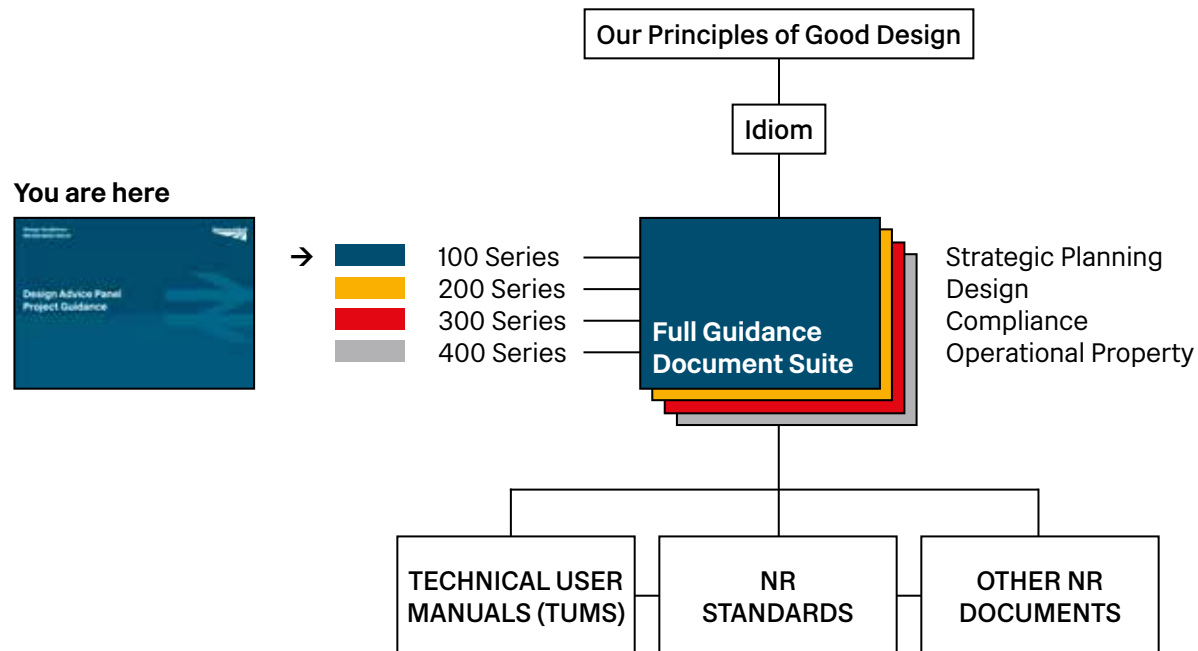 Our Principles of Good Design
Idiom
You are here
Design Advice Panel
Project Guidance
→
100 Series
200 Series
300 Series
400 Series
Full Guidance
Document Suite
Strategic Planning
Design
Compliance
Operational Property
TECHNICAL USER
MANUALS (TUMS)
NR
STANDARDS
OTHER NR
DOCUMENTS